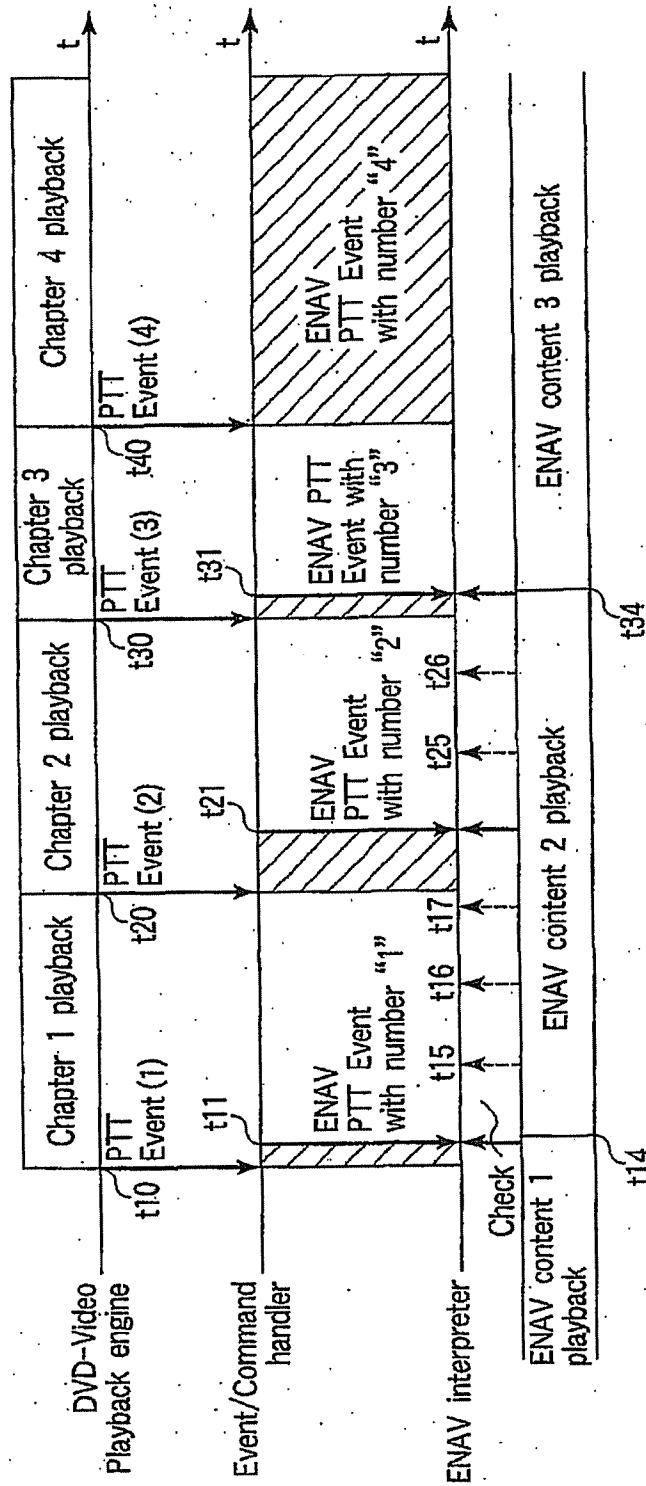 DVD-Video
Playback engine
Chapter 1 playback
Chapter 2 playback
Chapter 3
playback
Chapter 4 playback
t
t10
PTT
Event (1)
t20
PTT
Event (2)
t30
PTT
Event (3)
t40
PTT
Event (4)
Event/Command
handler
t11
t21
t31
t
ENAV
PTT Event
with number "1"
ENAV
PTT Event
with number "2"
ENAV PTT
Event with
number "3"
ENAV
PTT Event
with number "4"
ENAV interpreter
t15
t16
t17
t25
t26
t
Check
ENAV content 1
playback
ENAV content 2 playback
ENAV content 3 playback
t14
t34